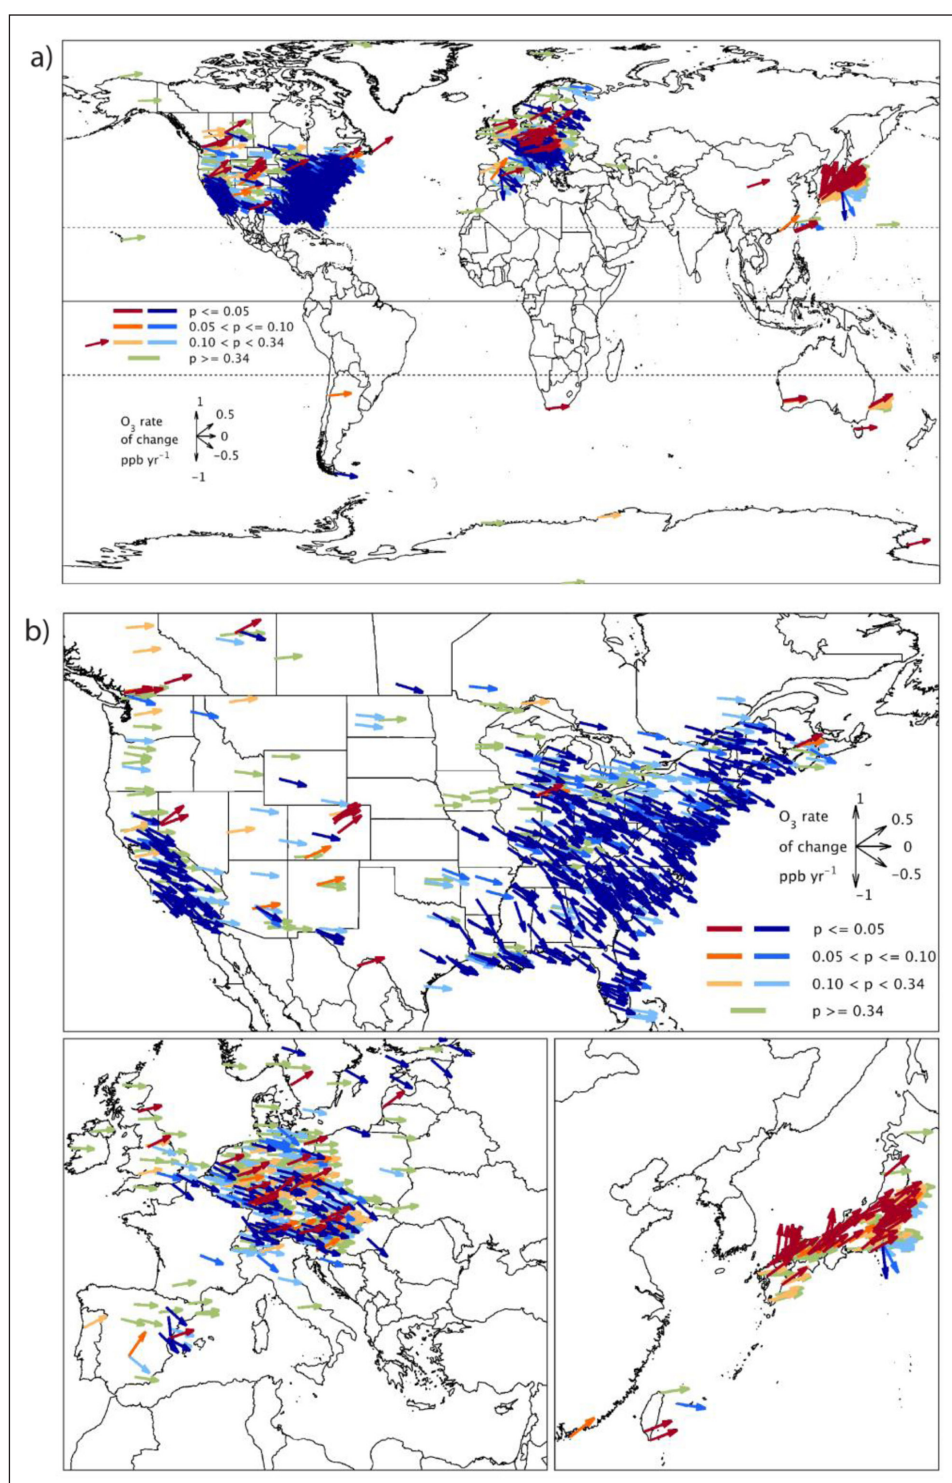 a)
p <= 0.05
0.05 < p <= 0.10
0.10 < p < 0.34
p >= 0.34
O3 rate
of change
ppb yr⁻¹
1
0.5
0
−0.5
−1
b)
O3 rate
of change
ppb yr⁻¹
1
0.5
0
−0.5
−1
p <= 0.05
0.05 < p <= 0.10
0.10 < p < 0.34
p >= 0.34